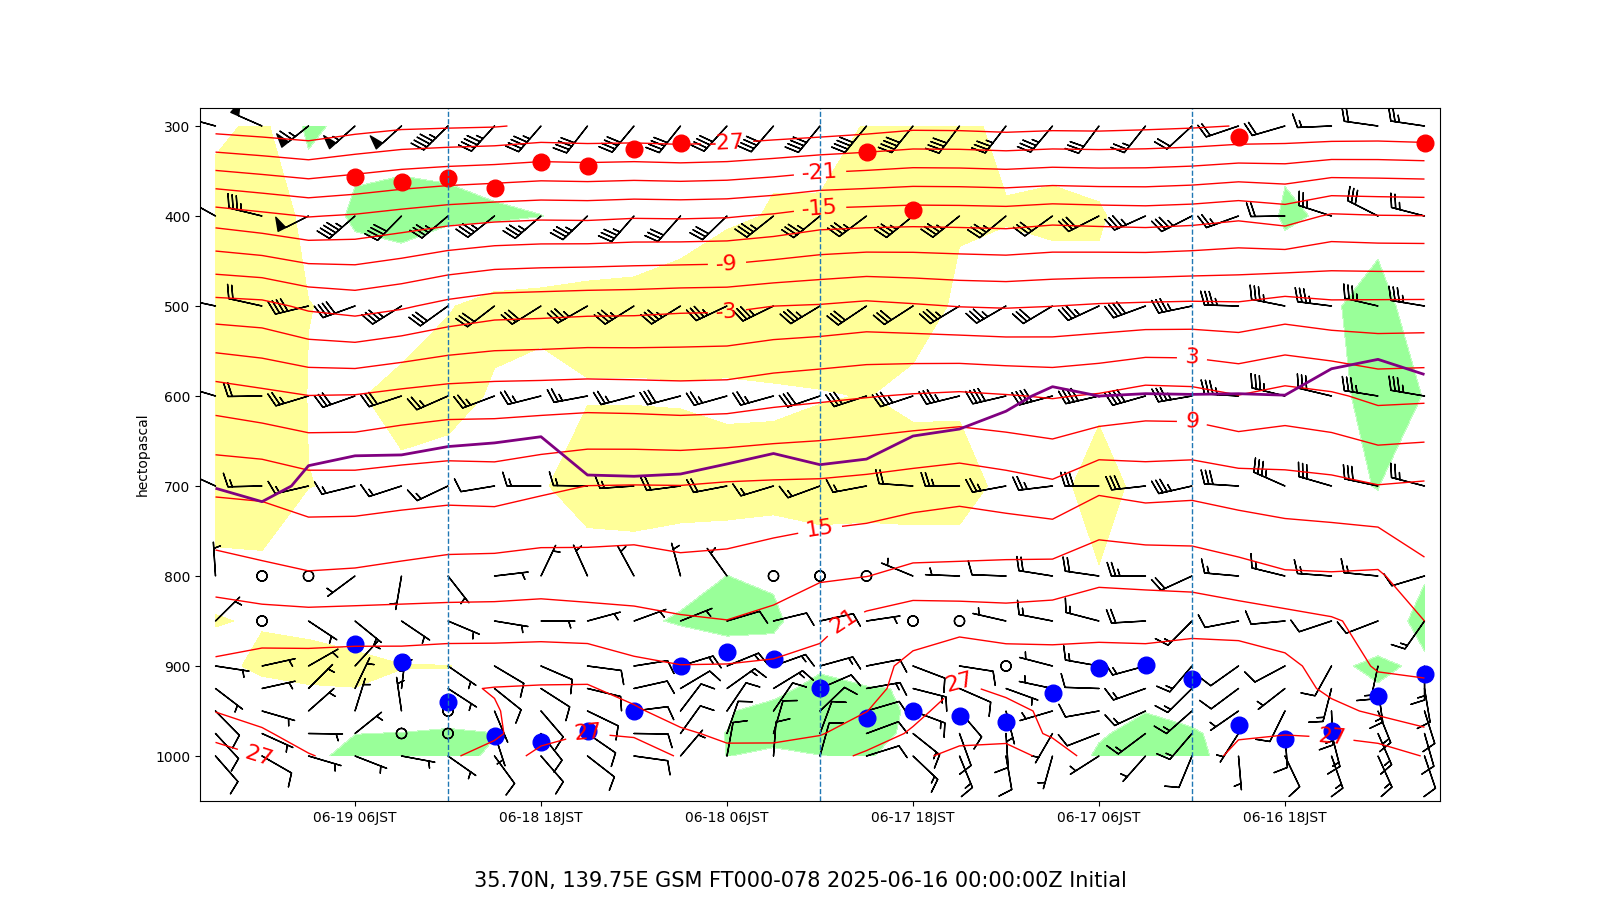 300
400
500
600
700
800
900
1000
hectopascal
-27
-21
-15
-9
-3
3
9
15
21
27
27
27
27
06-19 06JST
06-18 18JST
06-18 06JST
06-17 18JST
06-17 06JST
06-16 18JST
35.70N, 139.75E GSM FT000-078 2025-06-16 00:00:00Z Initial